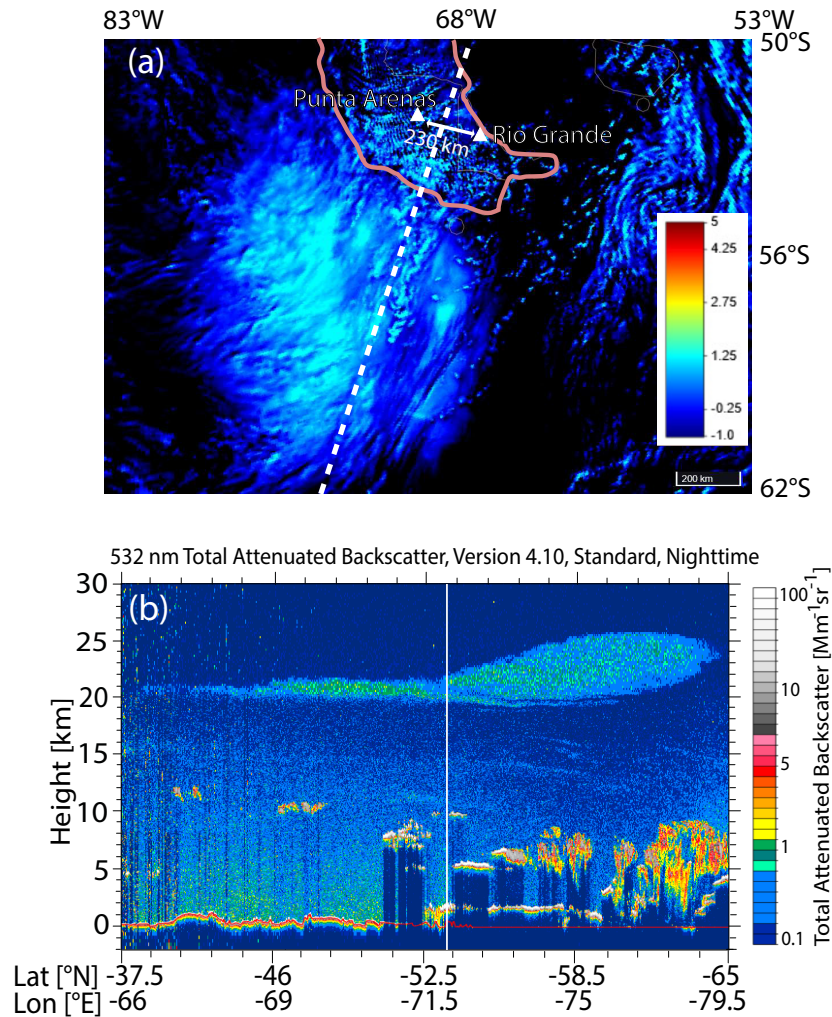 83°W 68°W 53°W
50°S
(a)
Punta Arenas
Rio Grande
230 km
5
4.25
2.75
1.25
-0.25
-1.0
56°S
200 km
62°S
532 nm Total Attenuated Backscatter, Version 4.10, Standard, Nighttime
(b)
30
25
20
15
10
5
0
Height [km]
100
10
5
1
0.1
Total Attenuated Backscatter [Mm⁻¹sr⁻¹]
Lat [°N] -37.5 -46 -52.5 -58.5 -65
Lon [°E] -66 -69 -71.5 -75 -79.5